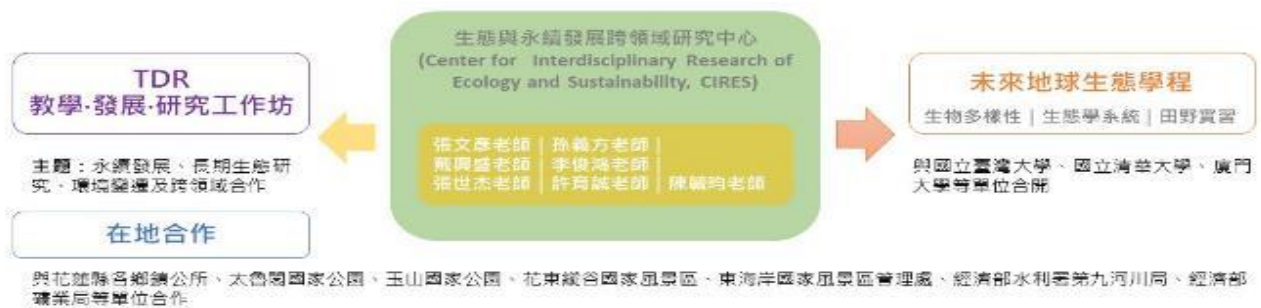 生態與永續發展跨領域研究中心
(Center for Interdisciplinary Research of
Ecology and Sustainability, CIRES)
張文彥老師 | 孫義方老師 |
戴興盛老師 | 李俊鴻老師 |
張世杰老師 | 許育誠老師 | 陳毓昀老師
TDR
教學‧發展‧研究工作坊
主題：永續發展、長期生態研
究、環境變遷及跨領域合作
未來地球生態學程
生物多樣性 | 生態學系統 | 田野實習
與國立臺灣大學、國立清華大學、廈門
大學等單位合開
在地合作
與花蓮縣各鄉鎮公所、太魯閣國家公園、玉山國家公園、花東縱谷國家風景區、東海岸國家風景區管理處、經濟部水利署第九河川局、經濟部
礦業局等單位合作